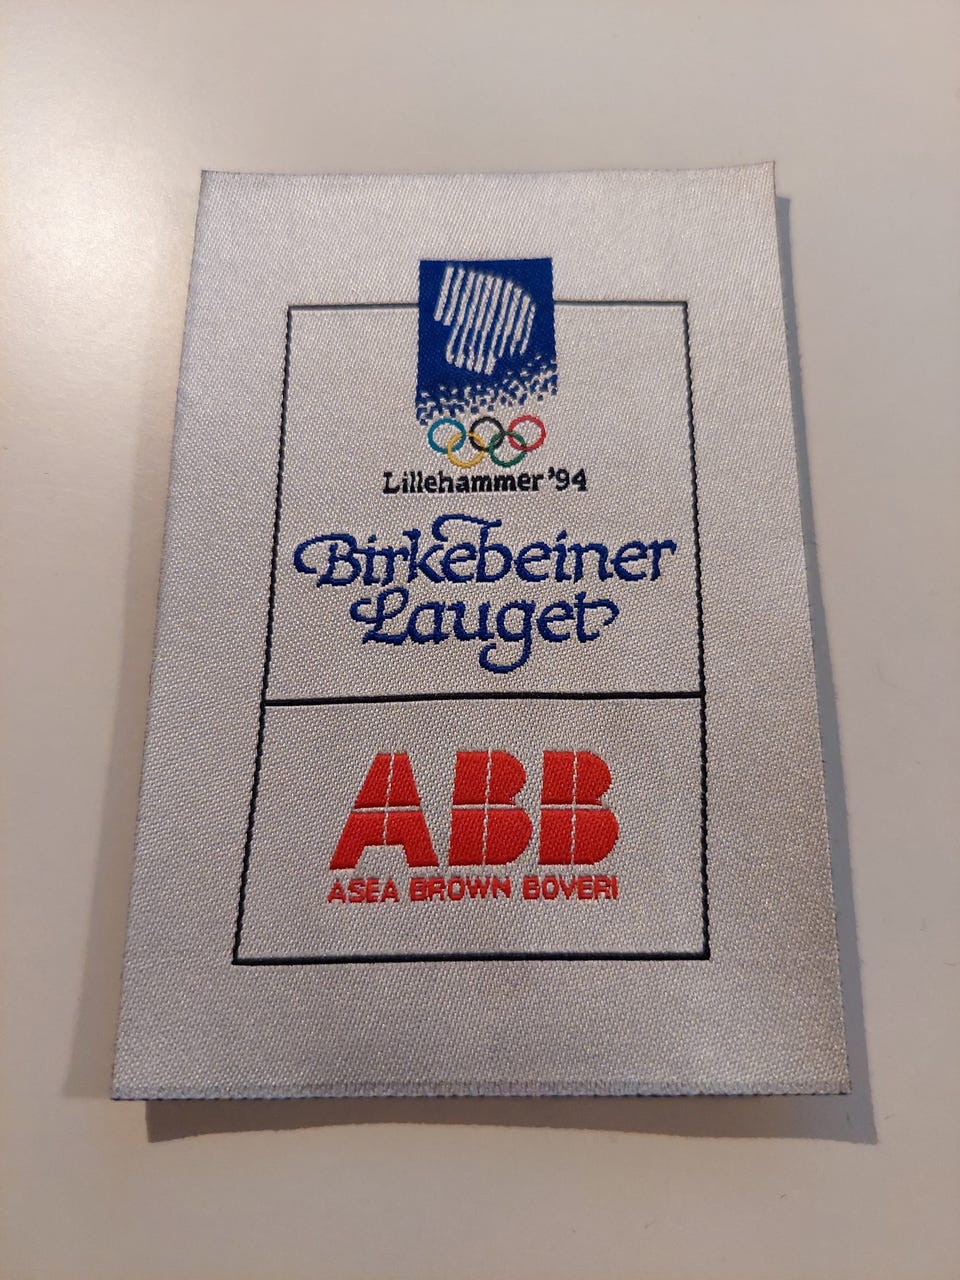 Lillehammer '94
Birkebeiner
Lauget
ABB
ASEA BROWN BOVERI